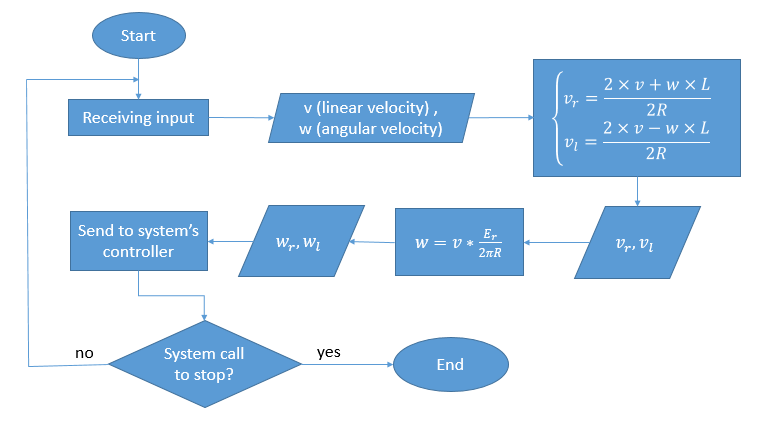 Start
Receiving input
v (linear velocity) ,
w (angular velocity)
v_r = (2 × v + w × L) / 2R
v_l = (2 × v − w × L) / 2R
v_r, v_l
w = v * E_r / 2πR
w_r, w_l
Send to system's
controller
System call
to stop?
no
yes
End